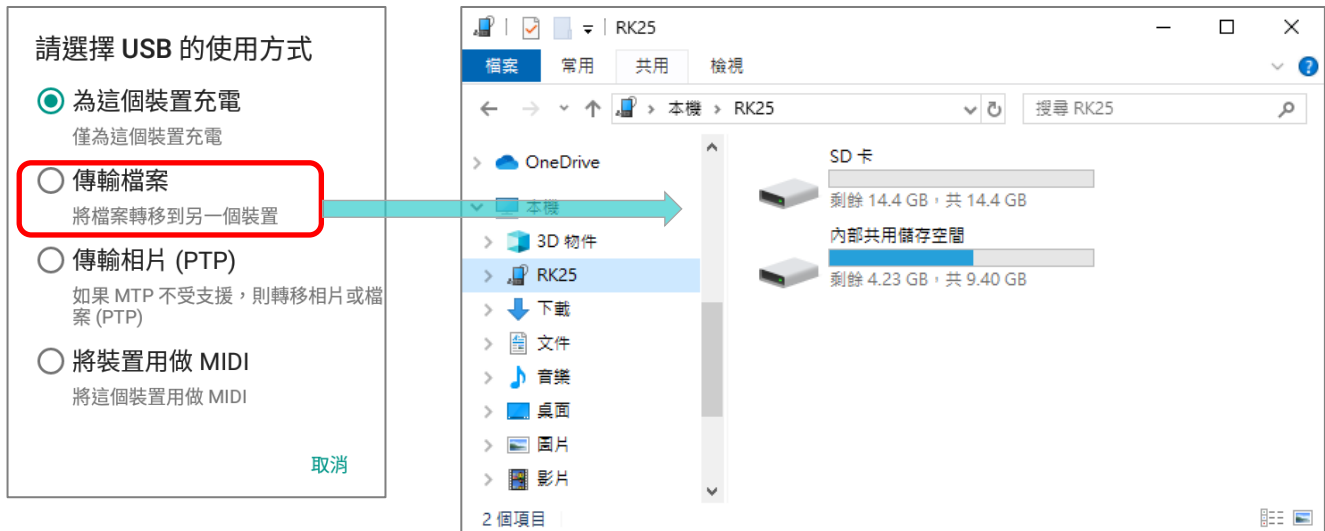 請選擇 USB 的使用方式
為這個裝置充電
僅為這個裝置充電
傳輸檔案
將檔案轉移到另一個裝置
傳輸相片 (PTP)
如果 MTP 不受支援，則轉移相片或檔
案 (PTP)
將裝置用做 MIDI
將這個裝置用做 MIDI
取消
RK25
檔案 常用 共用 檢視
本機 RK25 搜尋 RK25
OneDrive
本機
3D 物件
RK25
下載
文件
音樂
桌面
圖片
影片
SD 卡
剩餘 14.4 GB，共 14.4 GB
內部共用儲存空間
剩餘 4.23 GB，共 9.40 GB
2 個項目